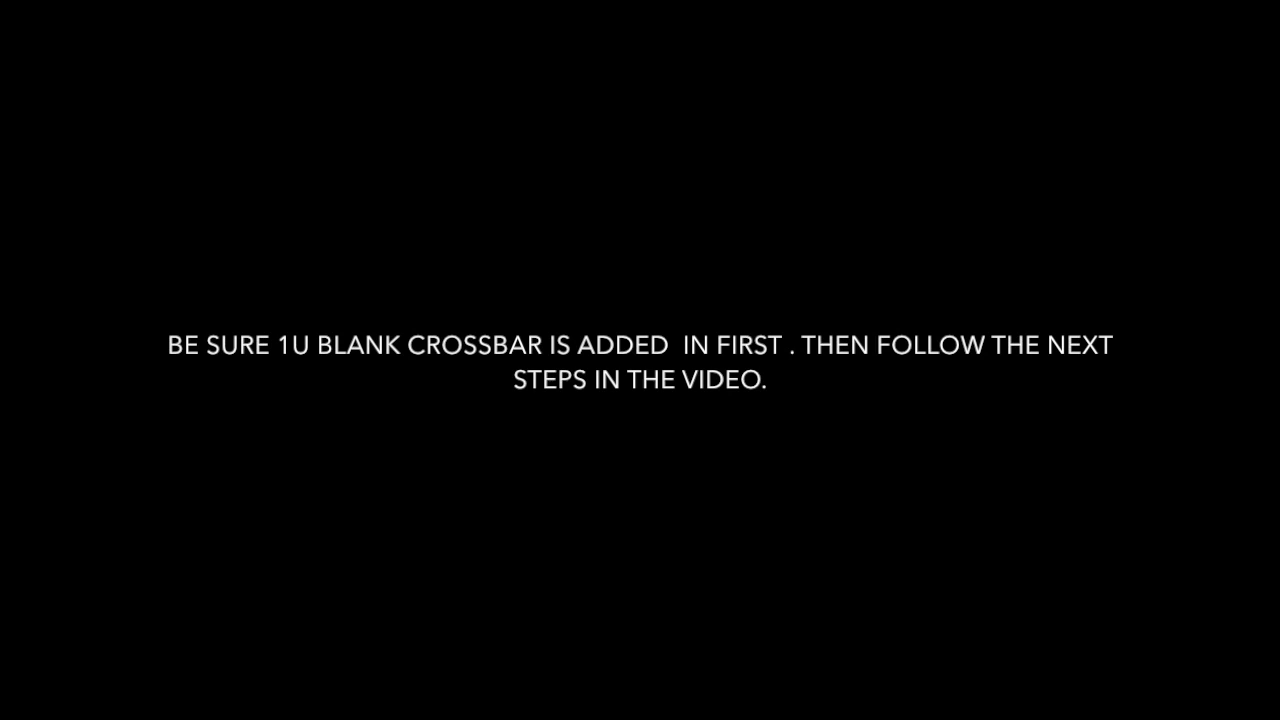 BE SURE 1U BLANK CROSSBAR IS ADDED  IN FIRST . THEN FOLLOW THE NEXT
STEPS IN THE VIDEO.